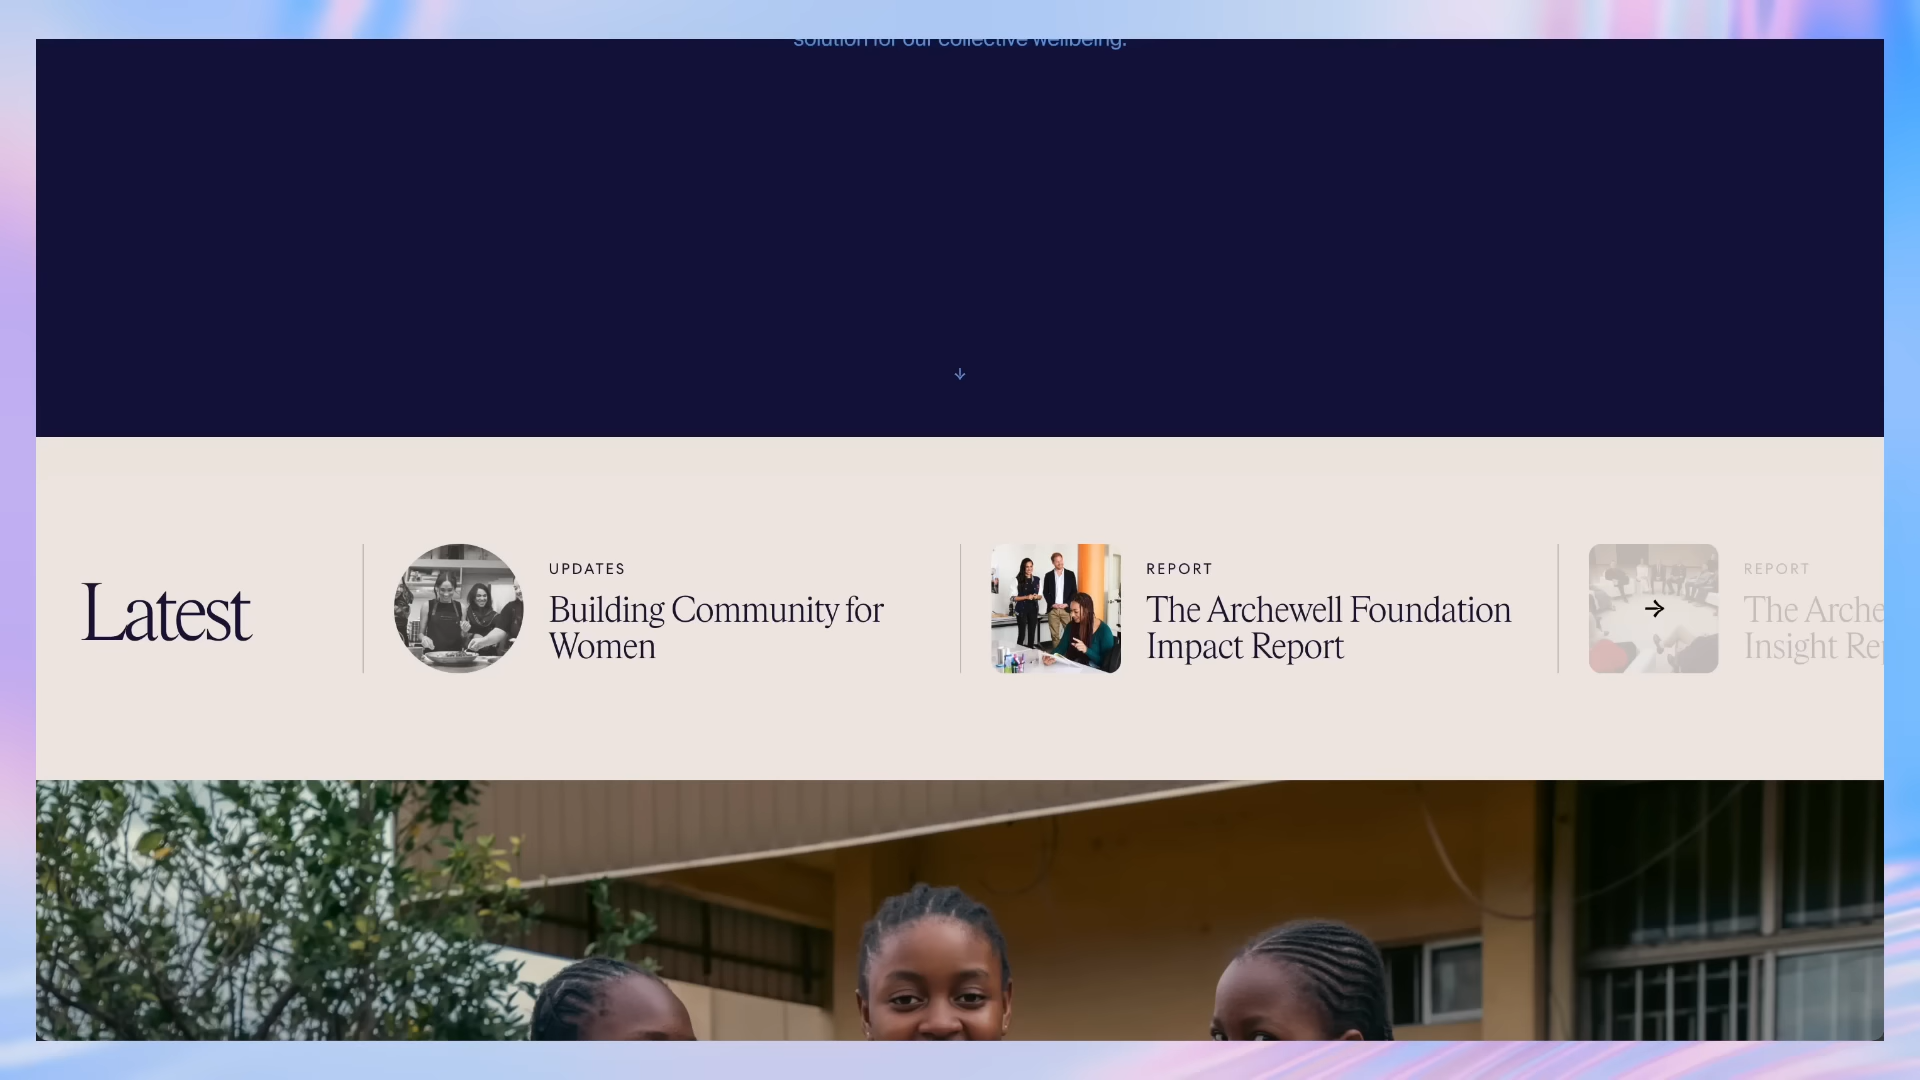 solution for our collective wellbeing.
Latest
UPDATES
Building Community for
Women
REPORT
The Archewell Foundation
Impact Report
REPORT
The Arche
Insight Rep